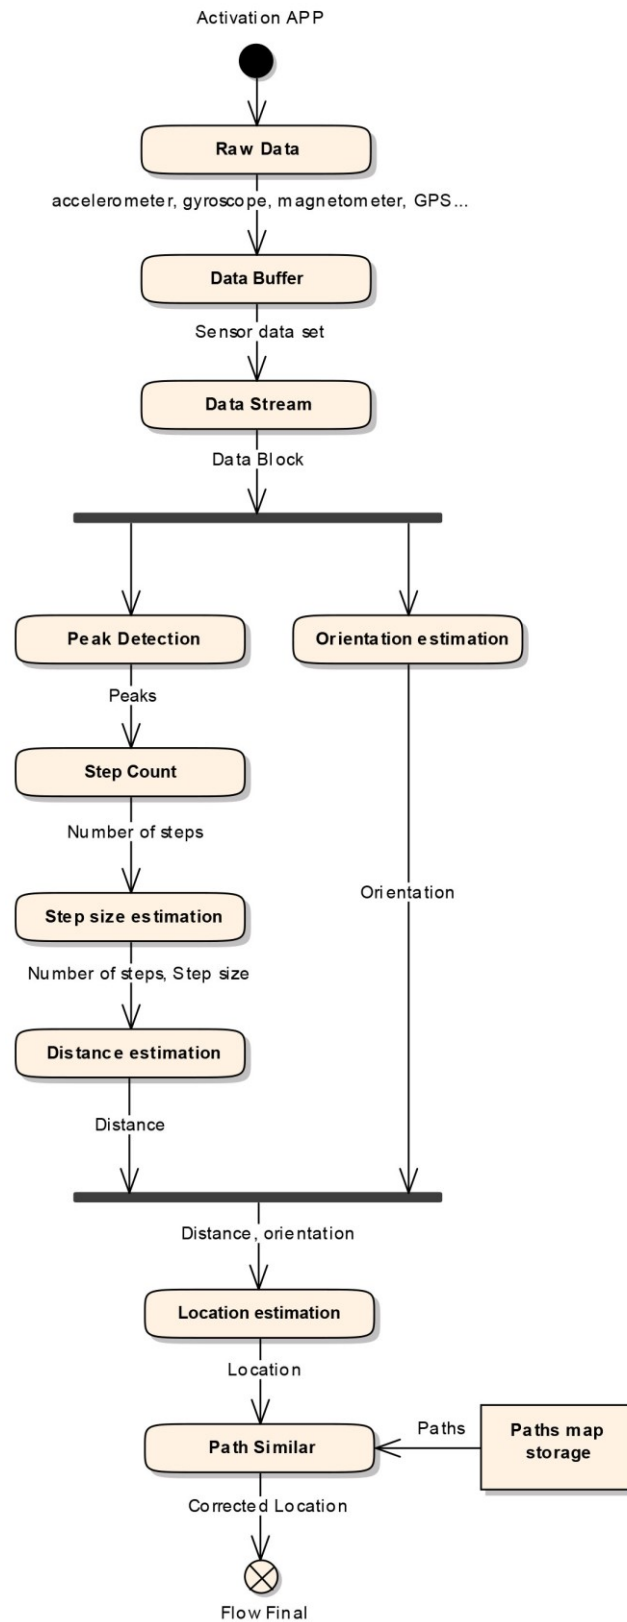 Activation APP
Raw Data
accelerometer, gyroscope, magnetometer, GPS...
Data Buffer
Sensor data set
Data Stream
Data Block
Peak Detection
Orientation estimation
Peaks
Step Count
Number of steps
Orientation
Step size estimation
Number of steps, Step size
Distance estimation
Distance
Distance, orientation
Location estimation
Location
Paths
Paths map
storage
Path Similar
Corrected Location
Flow Final